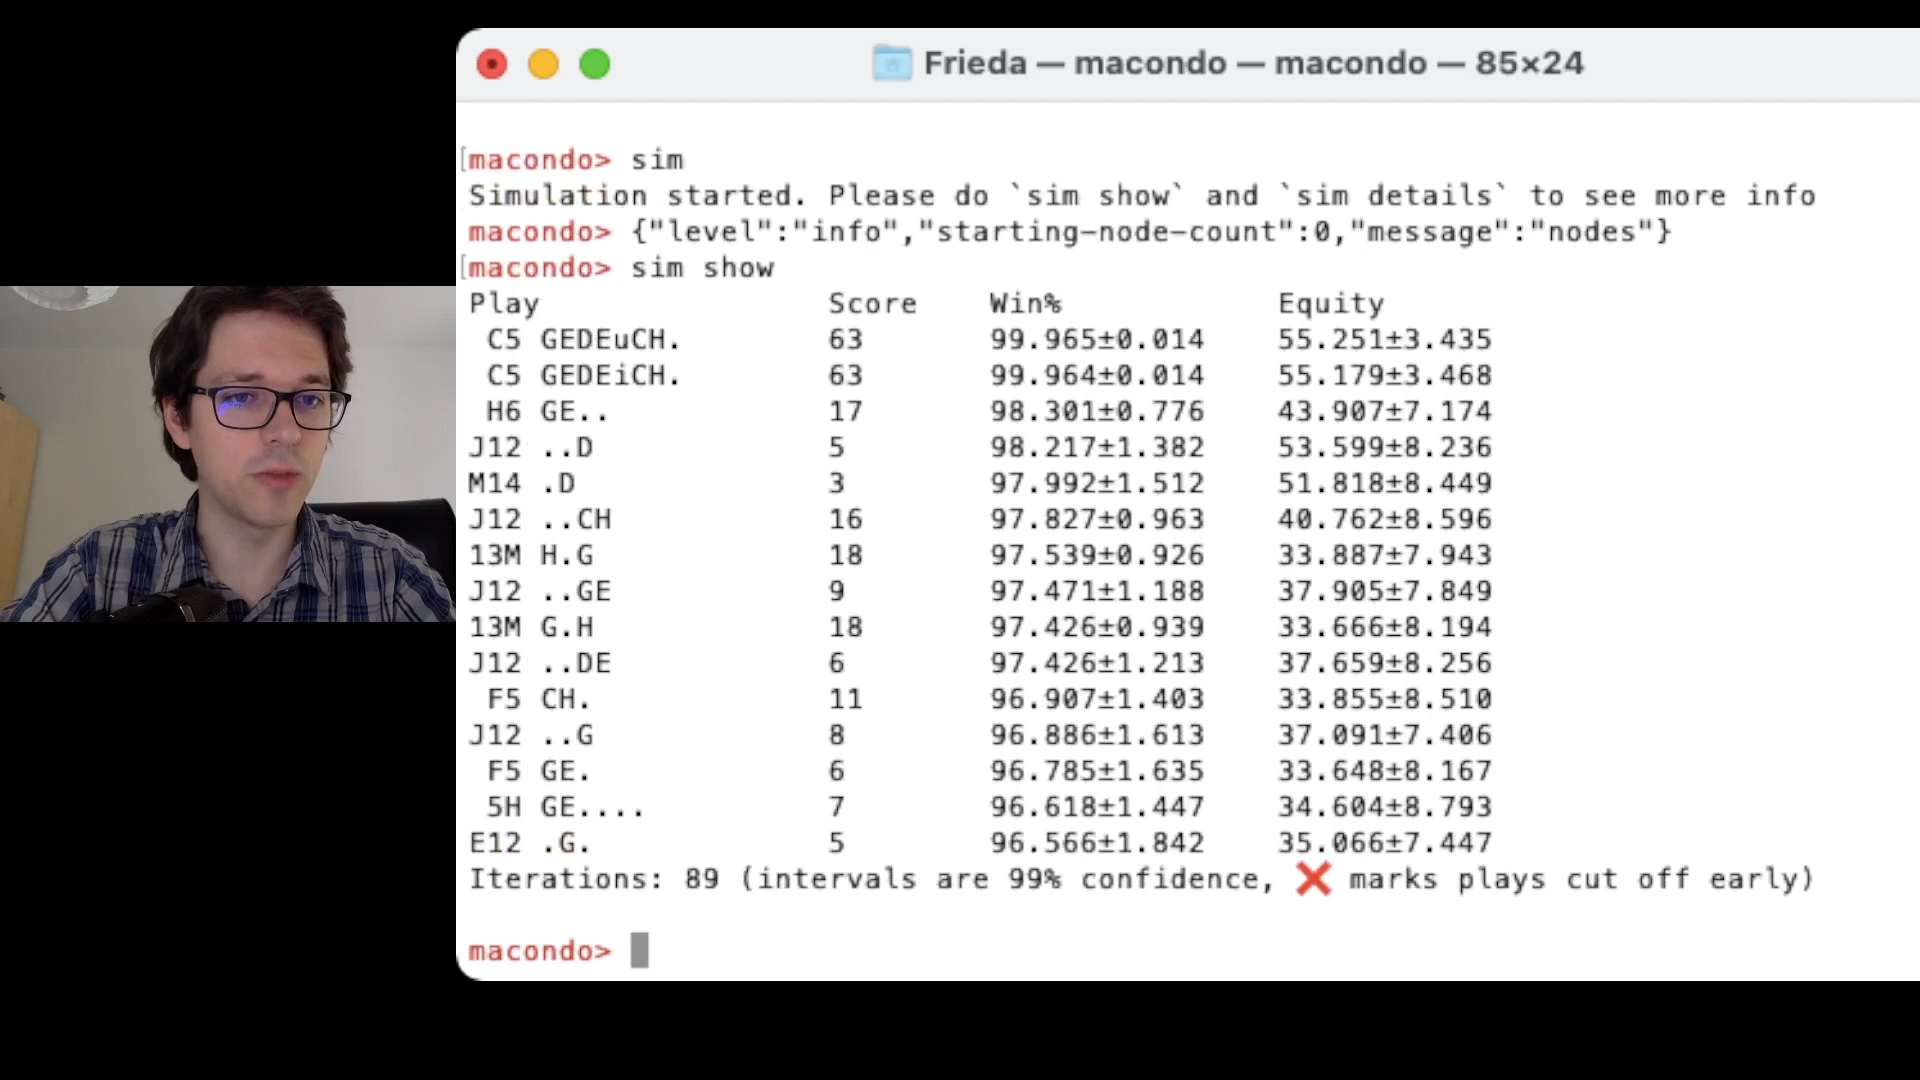 Frieda — macondo — macondo — 85×24
[macondo> sim
Simulation started. Please do `sim show` and `sim details` to see more info
macondo> {"level":"info","starting-node-count":0,"message":"nodes"}
[macondo> sim show
Play Score Win% Equity
C5 GEDEuCH. 63 99.965±0.014 55.251±3.435
C5 GEDEiCH. 63 99.964±0.014 55.179±3.468
H6 GE.. 17 98.301±0.776 43.907±7.174
J12 ..D 5 98.217±1.382 53.599±8.236
M14 .D 3 97.992±1.512 51.818±8.449
J12 ..CH 16 97.827±0.963 40.762±8.596
13M H.G 18 97.539±0.926 33.887±7.943
J12 ..GE 9 97.471±1.188 37.905±7.849
13M G.H 18 97.426±0.939 33.666±8.194
J12 ..DE 6 97.426±1.213 37.659±8.256
F5 CH. 11 96.907±1.403 33.855±8.510
J12 ..G 8 96.886±1.613 37.091±7.406
F5 GE. 6 96.785±1.635 33.648±8.167
5H GE.... 7 96.618±1.447 34.604±8.793
E12 .G. 5 96.566±1.842 35.066±7.447
Iterations: 89 (intervals are 99% confidence, ❌ marks plays cut off early)
macondo>